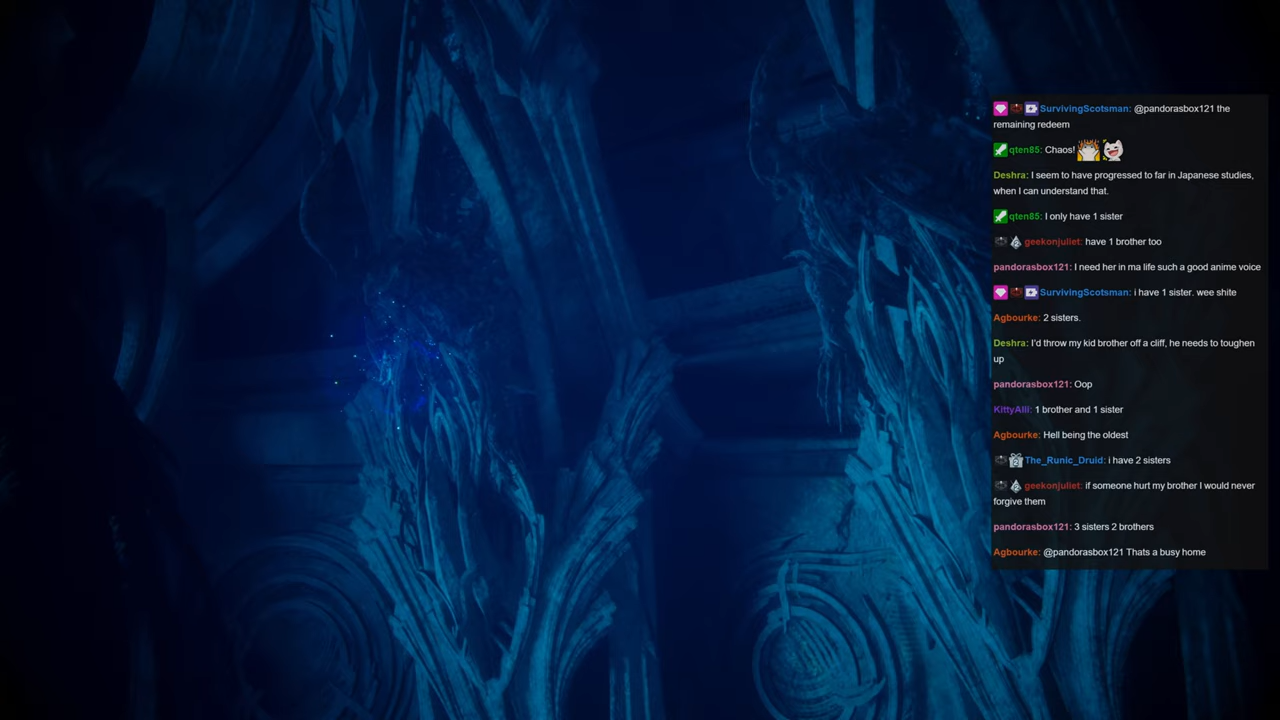 SurvivingScotsman: @pandorasbox121 the
remaining redeem
qten85: Chaos!
Deshra: I seem to have progressed to far in Japanese studies,
when I can understand that.
qten85: I only have 1 sister
geekonjuliet: have 1 brother too
pandorasbox121: I need her in ma life such a good anime voice
SurvivingScotsman: i have 1 sister. wee shite
Agbourke: 2 sisters.
Deshra: I'd throw my kid brother off a cliff, he needs to toughen
up
pandorasbox121: Oop
KittyAlli: 1 brother and 1 sister
Agbourke: Hell being the oldest
The_Runic_Druid: i have 2 sisters
geekonjuliet: if someone hurt my brother I would never
forgive them
pandorasbox121: 3 sisters 2 brothers
Agbourke: @pandorasbox121 Thats a busy home